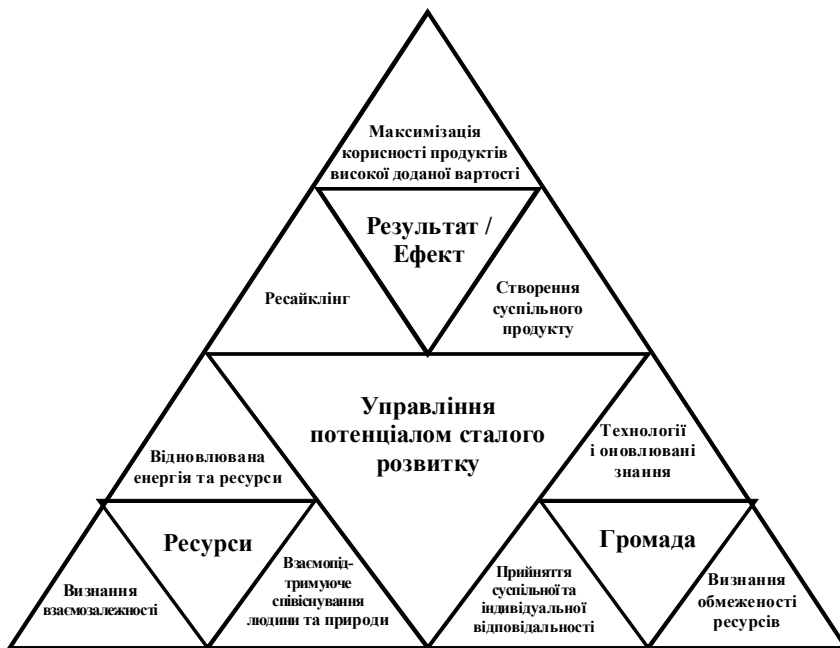 Максимізація
корисності продуктів
високої доданої вартості
Результат /
Ефект
Ресайклінг
Створення
суспільного
продукту
Управління
потенціалом сталого
розвитку
Відновлювана
енергія та ресурси
Технології
і оновлювані
знання
Ресурси
Громада
Визнання
взаємозалежності
Взаємопід-
тримуюче
співіснування
людини та природи
Прийняття
суспільної та
індивідуальної
відповідальності
Визнання
обмеженості
ресурсів